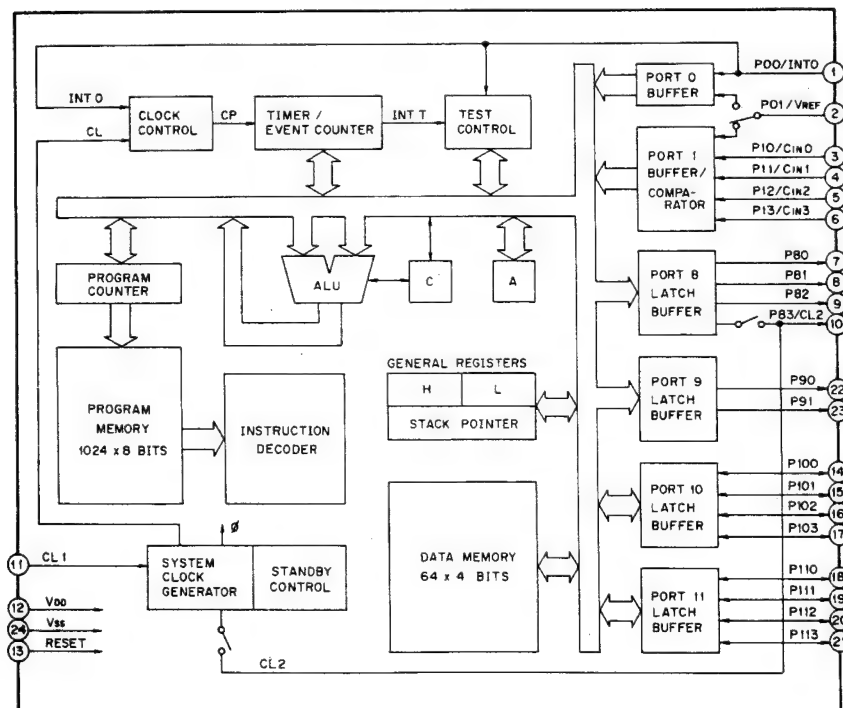 INT 0
CL
CLOCK
CONTROL
CP
TIMER /
EVENT COUNTER
INT T
TEST
CONTROL
PORT 0
BUFFER
P00/INT0
1
P01/VREF
2
PORT 1
BUFFER/
COMPA-
RATOR
P10/CIN0
3
P11/CIN1
4
P12/CIN2
5
P13/CIN3
6
PROGRAM
COUNTER
ALU
C
A
PORT 8
LATCH
BUFFER
P80
7
P81
8
P82
9
P83/CL2
10
PROGRAM
MEMORY
1024 x 8 BITS
INSTRUCTION
DECODER
GENERAL REGISTERS
H
L
STACK POINTER
PORT 9
LATCH
BUFFER
P90
22
P91
23
PORT 10
LATCH
BUFFER
P100
14
P101
15
P102
16
P103
17
11
CL1
Ø
SYSTEM
CLOCK
GENERATOR
STANDBY
CONTROL
DATA MEMORY
64 x 4 BITS
PORT 11
LATCH
BUFFER
P110
18
P111
19
P112
20
P113
21
12
VDD
24
VSS
13
RESET
CL2